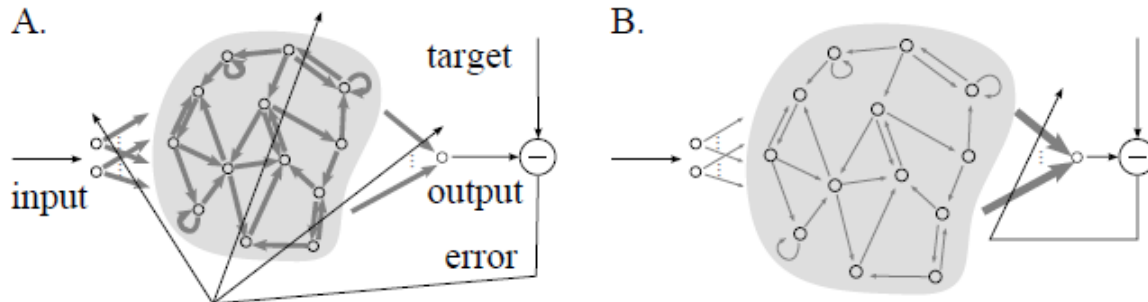 A.
target
input
output
error
B.